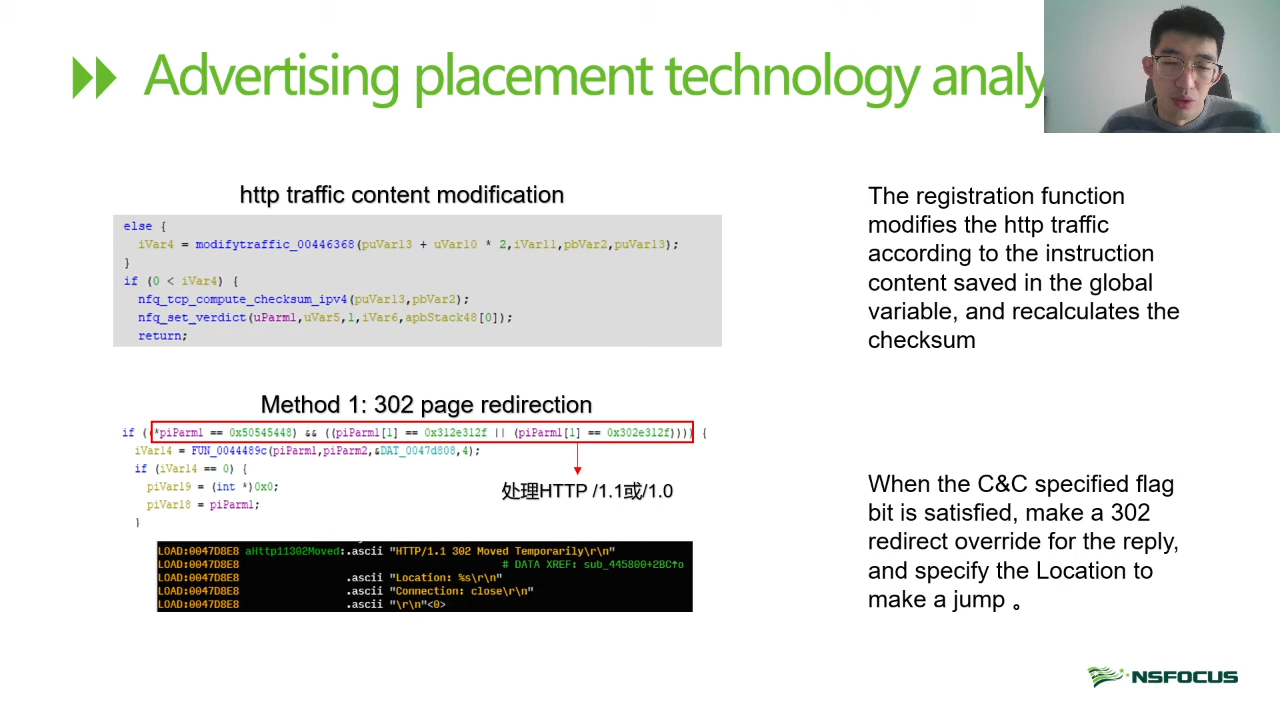 Advertising placement technology analy
http traffic content modification
else {
iVar4 = modifytraffic_00446368(puVar13 + uVar10 * 2,iVar11,pbVar2,puVar13);
}
if (0 < iVar4) {
nfq_tcp_compute_checksum_ipv4(puVar13,pbVar2);
nfq_set_verdict(uParm1,uVar5,1,iVar6,apbStack48[0]);
return;
The registration function
modifies the http traffic
according to the instruction
content saved in the global
variable, and recalculates the
checksum
Method 1: 302 page redirection
if ((*piParm1 == 0x50545448) && ((piParm1[1] == 0x312e312f || (piParm1[1] == 0x302e312f)))) {
iVar14 = FUN_0044489c(piParm1,piParm2,&DAT_0047d808,4);
if (iVar14 == 0) {
piVar19 = (int *)0x0;
piVar18 = piParm1;
}
处理HTTP /1.1或/1.0
LOAD:0047D8E8 aHttp11302Moved:.ascii "HTTP/1.1 302 Moved Temporarily\r\n"
LOAD:0047D8E8 # DATA XREF: sub_445800+2BC↑o
LOAD:0047D8E8 .ascii "Location: %s\r\n"
LOAD:0047D8E8 .ascii "Connection: close\r\n"
LOAD:0047D8E8 .ascii "\r\n"<0>
When the C&C specified flag
bit is satisfied, make a 302
redirect override for the reply,
and specify the Location to
make a jump 。
NSFOCUS